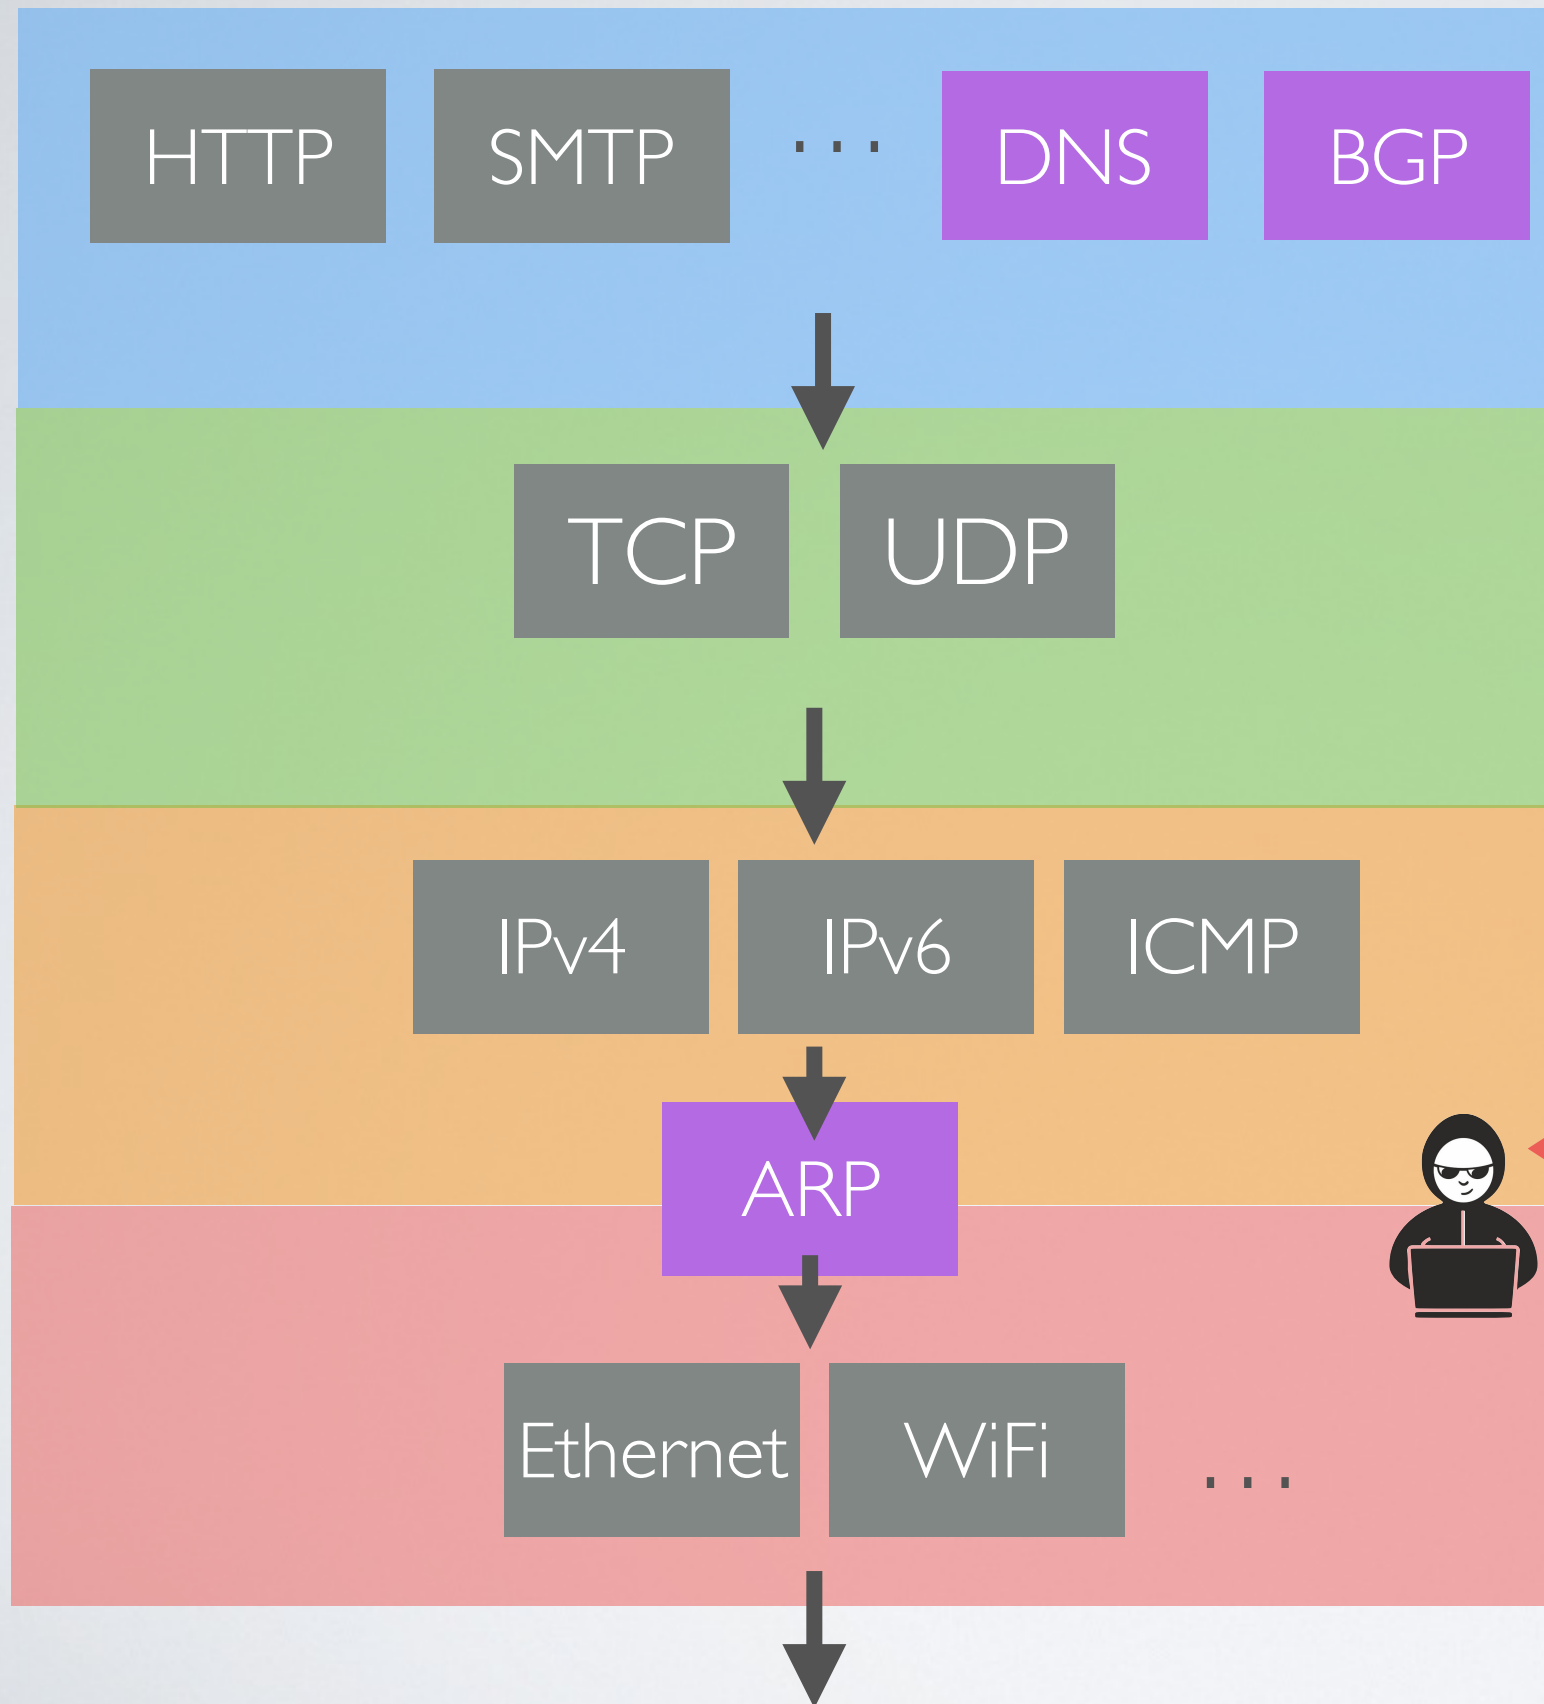 HTTP SMTP ... DNS BGP
TCP UDP
IPv4 IPv6 ICMP
ARP
Ethernet WiFi ...